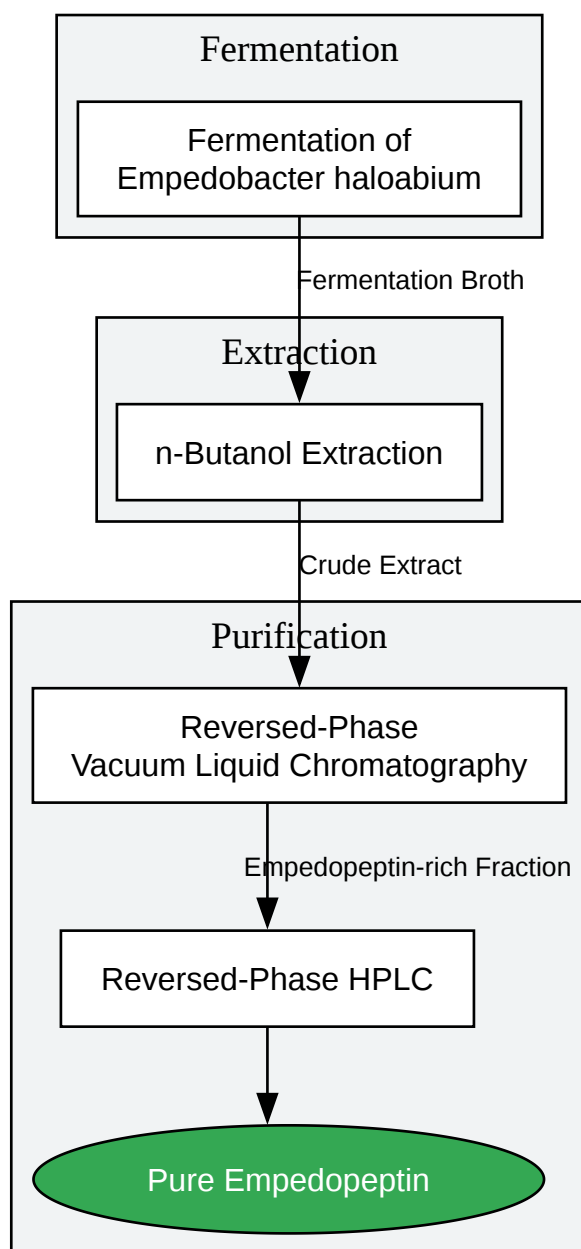 Fermentation
Fermentation of
Empedobacter haloabium
Fermentation Broth
Extraction
n-Butanol Extraction
Crude Extract
Purification
Reversed-Phase
Vacuum Liquid Chromatography
Empedopeptin-rich Fraction
Reversed-Phase HPLC
Pure Empedopeptin